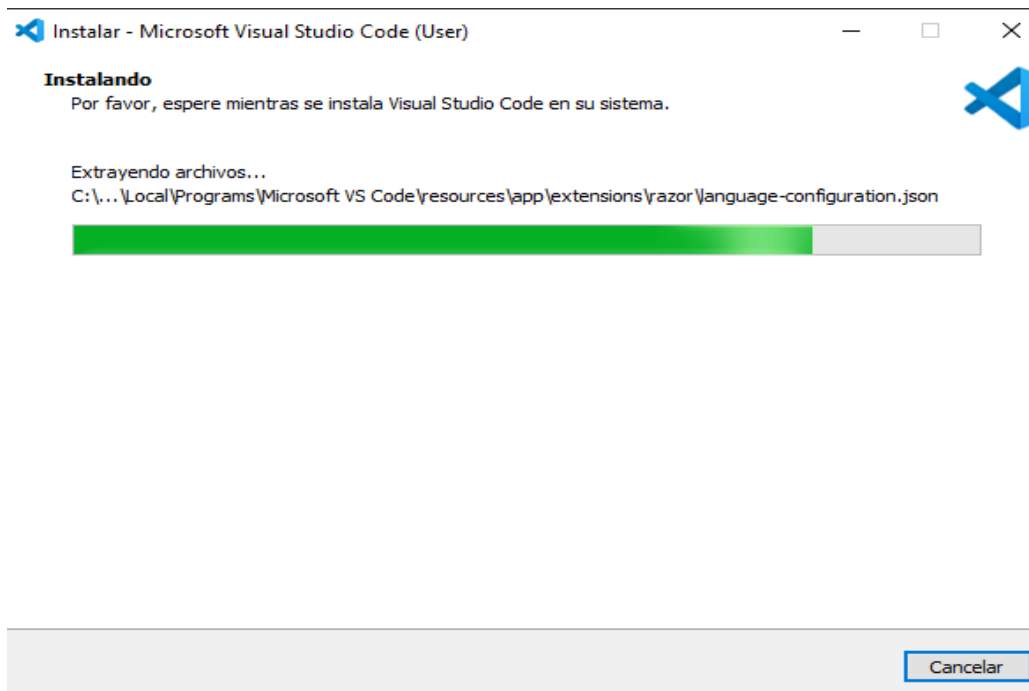 Instalar - Microsoft Visual Studio Code (User)
Instalando
Por favor, espere mientras se instala Visual Studio Code en su sistema.
Extrayendo archivos...
C:\...\Local\Programs\Microsoft VS Code\resources\app\extensions\razor\language-configuration.json
Cancelar